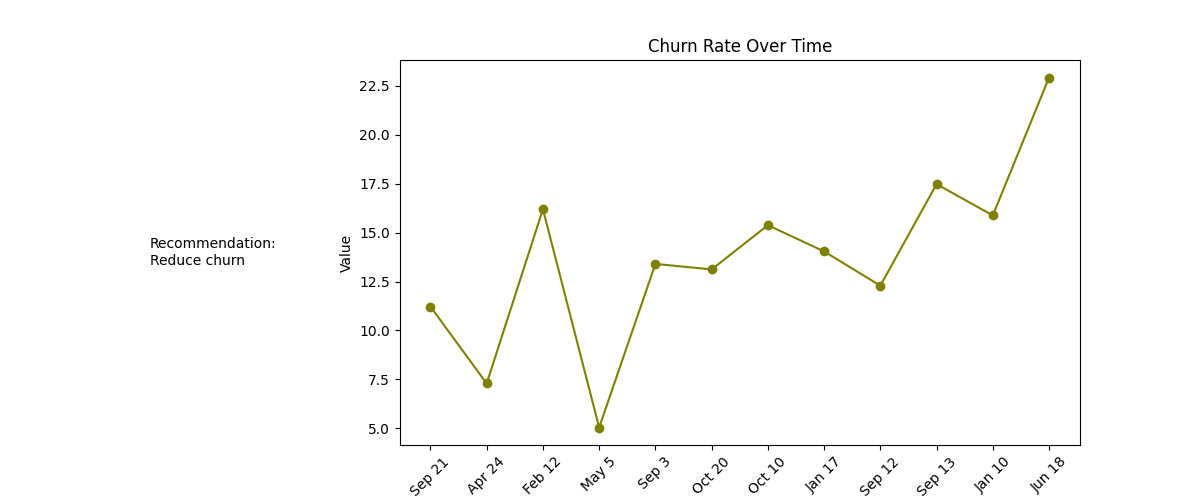 Churn Rate Over Time
Recommendation:
Reduce churn
Value
22.5
20.0
17.5
15.0
12.5
10.0
7.5
5.0
Sep 21
Apr 24
Feb 12
May 5
Sep 3
Oct 20
Oct 10
Jan 17
Sep 12
Sep 13
Jan 10
Jun 18